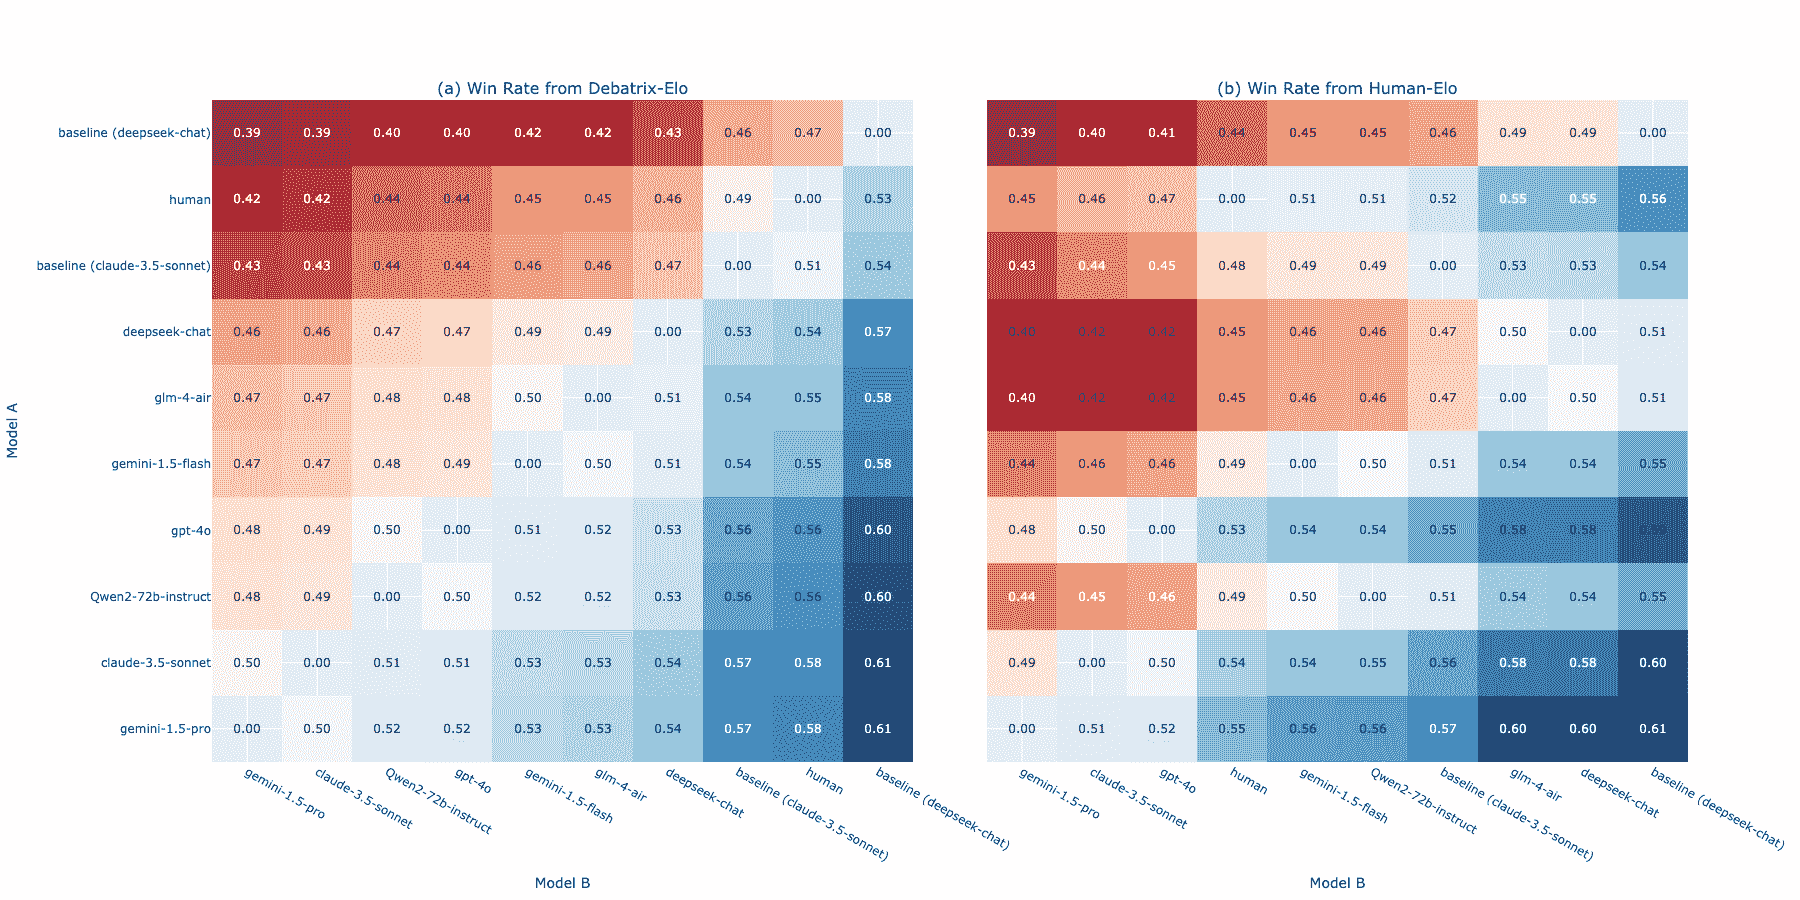 (a) Win Rate from Debatrix-Elo
(b) Win Rate from Human-Elo
baseline (deepseek-chat) 0.39 0.39 0.40 0.40 0.42 0.42 0.43 0.46 0.47 0.00 0.39 0.40 0.41 0.44 0.45 0.45 0.46 0.49 0.49 0.00
human 0.42 0.42 0.44 0.44 0.45 0.45 0.46 0.49 0.00 0.53 0.45 0.46 0.47 0.00 0.51 0.51 0.52 0.55 0.55 0.56
baseline (claude-3.5-sonnet) 0.43 0.43 0.44 0.44 0.46 0.46 0.47 0.00 0.51 0.54 0.43 0.44 0.45 0.48 0.49 0.49 0.00 0.53 0.53 0.54
deepseek-chat 0.46 0.46 0.47 0.47 0.49 0.49 0.00 0.53 0.54 0.57 0.40 0.42 0.42 0.45 0.46 0.46 0.47 0.50 0.00 0.51
glm-4-air 0.47 0.47 0.48 0.48 0.50 0.00 0.51 0.54 0.55 0.58 0.40 0.42 0.42 0.45 0.46 0.46 0.47 0.00 0.50 0.51
gemini-1.5-flash 0.47 0.47 0.48 0.49 0.00 0.50 0.51 0.54 0.55 0.58 0.44 0.46 0.46 0.49 0.00 0.50 0.51 0.54 0.54 0.55
gpt-4o 0.48 0.49 0.50 0.00 0.51 0.52 0.53 0.56 0.56 0.60 0.48 0.50 0.00 0.53 0.54 0.54 0.55 0.58 0.58
Qwen2-72b-instruct 0.48 0.49 0.00 0.50 0.52 0.52 0.53 0.56 0.56 0.60 0.44 0.45 0.46 0.49 0.50 0.00 0.51 0.54 0.54 0.55
claude-3.5-sonnet 0.50 0.00 0.51 0.51 0.53 0.53 0.54 0.57 0.58 0.61 0.49 0.00 0.50 0.54 0.54 0.55 0.56 0.58 0.58 0.60
gemini-1.5-pro 0.00 0.50 0.52 0.52 0.53 0.53 0.54 0.57 0.58 0.61 0.00 0.51 0.52 0.55 0.56 0.56 0.57 0.60 0.60 0.61
Model A
gemini-1.5-pro
claude-3.5-sonnet
Qwen2-72b-instruct
gpt-4o
gemini-1.5-flash
glm-4-air
deepseek-chat
baseline (claude-3.5-sonnet)
human
baseline (deepseek-chat)
gemini-1.5-pro
claude-3.5-sonnet
gpt-4o
human
gemini-1.5-flash
Qwen2-72b-instruct
baseline (claude-3.5-sonnet)
glm-4-air
deepseek-chat
baseline (deepseek-chat)
Model B
Model B